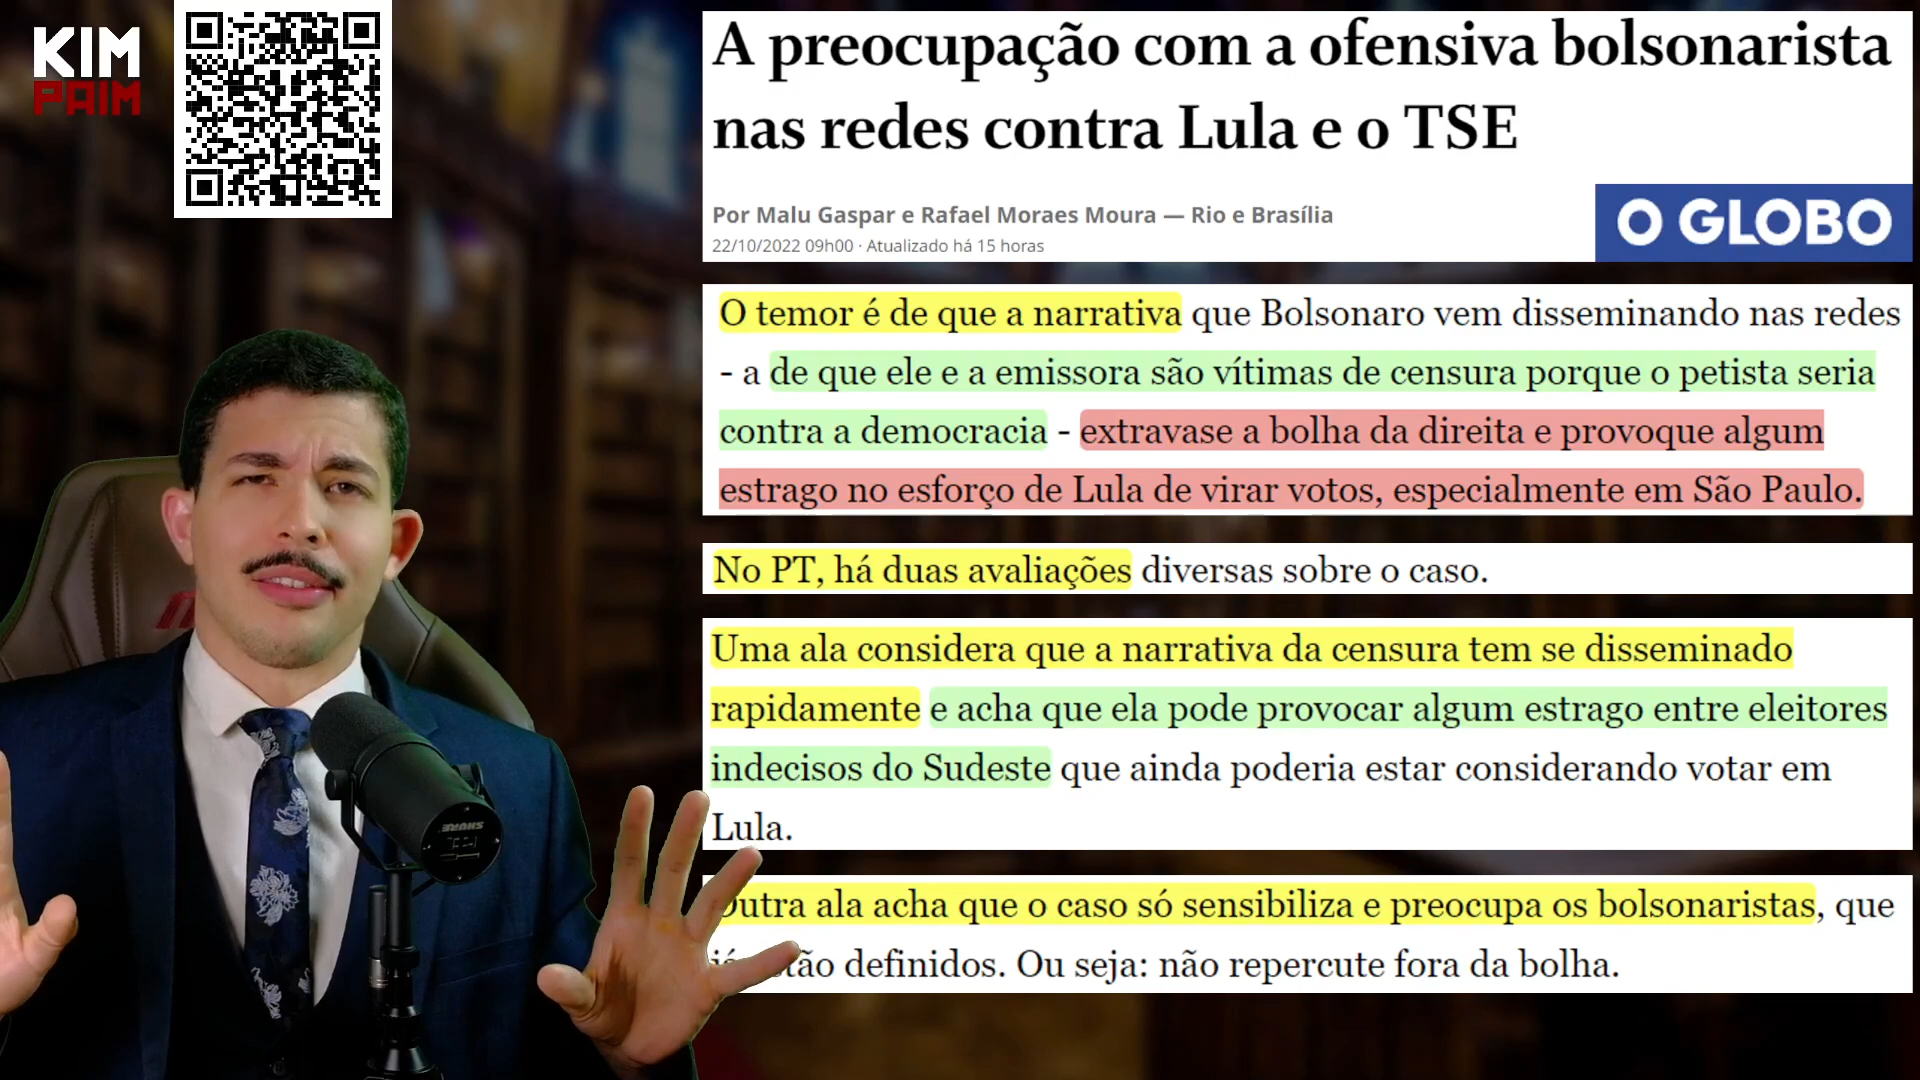 KIM
PAIM
A preocupação com a ofensiva bolsonarista
nas redes contra Lula e o TSE
Por Malu Gaspar e Rafael Moraes Moura — Rio e Brasília
22/10/2022 09h00 · Atualizado há 15 horas
O GLOBO
O temor é de que a narrativa que Bolsonaro vem disseminando nas redes
- a de que ele e a emissora são vítimas de censura porque o petista seria
contra a democracia - extravase a bolha da direita e provoque algum
estrago no esforço de Lula de virar votos, especialmente em São Paulo.
No PT, há duas avaliações diversas sobre o caso.
Uma ala considera que a narrativa da censura tem se disseminado
rapidamente e acha que ela pode provocar algum estrago entre eleitores
indecisos do Sudeste que ainda poderia estar considerando votar em
Lula.
Outra ala acha que o caso só sensibiliza e preocupa os bolsonaristas, que
definidos. Ou seja: não repercute fora da bolha.
SHURE